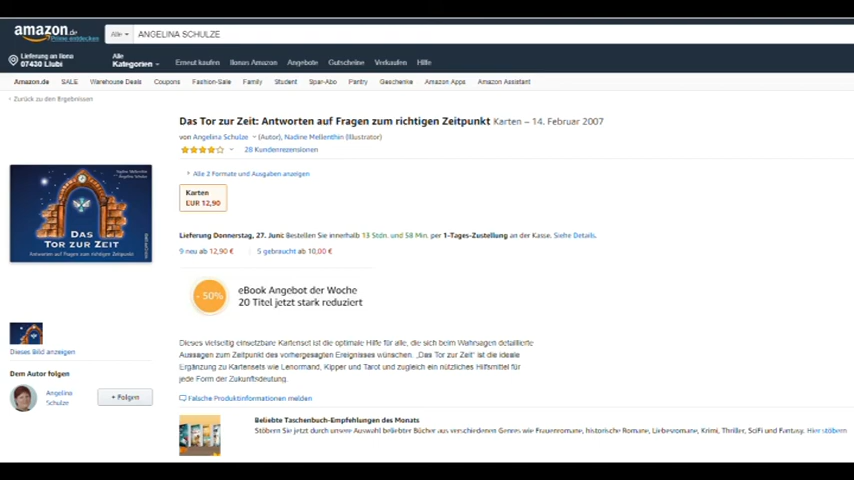 amazon.de
Prime entdecken
Alle
ANGELINA SCHULZE
Lieferung an Ilona
Alle
Kategorien
Erneut kaufen
Ilonas Amazon
Angebote
Gutscheine
Verkaufen
Hilfe
Amazon.de
SALE
Warehouse Deals
Coupons
Fashion-Sale
Family
Student
Spar-Abo
Pantry
Geschenke
Amazon Apps
Amazon Assistant
‹ Zurück zu den Ergebnissen
Das Tor zur Zeit: Antworten auf Fragen zum richtigen Zeitpunkt Karten – 14. Februar 2007
von Angelina Schulze (Autor), Nadine Mellenthin (Illustrator)
28 Kundenrezensionen
Alle 2 Formate und Ausgaben anzeigen
Karten
EUR 12,90
DAS
TOR ZUR ZEIT
Antworten auf Fragen zum richtigen Zeitpunkt
Lieferung Donnerstag, 27. Juni: Bestellen Sie innerhalb 13 Stdn. und 58 Min. per 1-Tages-Zustellung an der Kasse. Siehe Details.
9 neu ab 12,90 €
5 gebraucht ab 10,00 €
- 50%
eBook Angebot der Woche
20 Titel jetzt stark reduziert
Dieses Bild anzeigen
Dieses vielseitig einsetzbare Kartenset ist die optimale Hilfe für alle, die sich beim Wahrsagen detaillierte
Aussagen zum Zeitpunkt des vorhergesagten Ereignisses wünschen. „Das Tor zur Zeit" ist die ideale
Ergänzung zu Kartensets wie Lenormand, Kipper und Tarot und zugleich ein nützliches Hilfsmittel für
jede Form der Zukunftsdeutung.
Dem Autor folgen
Angelina
Schulze
+ Folgen
Falsche Produktinformationen melden
Beliebte Taschenbuch-Empfehlungen des Monats
Stöbern Sie jetzt durch unsere Auswahl beliebter Bücher aus verschiedenen Genres wie Frauenromane, historische Romane, Liebesromane, Krimi, Thriller, SciFi und Fantasy. Hier stöbern